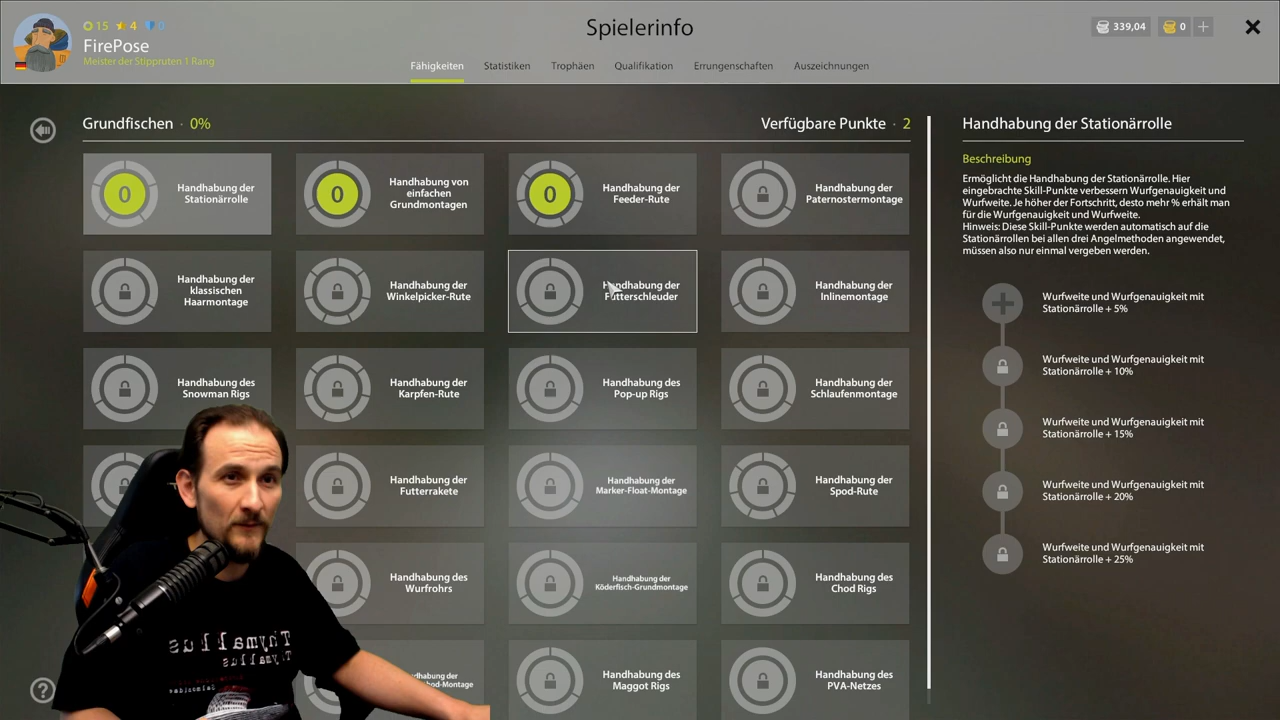 15 4 0
FirePose
Meister der Stippruten 1 Rang
Spielerinfo
339,04 0
Fähigkeiten Statistiken Trophäen Qualifikation Errungenschaften Auszeichnungen
Grundfischen · 0%
Verfügbare Punkte · 2
0 Handhabung der
Stationärrolle
0 Handhabung von
einfachen
Grundmontagen
0 Handhabung der
Feeder-Rute
Handhabung der
Paternostermontage
Handhabung der
klassischen
Haarmontage
Handhabung der
Winkelpicker-Rute
Handhabung der
Futterschleuder
Handhabung der
Inlinemontage
Handhabung des
Snowman Rigs
Handhabung der
Karpfen-Rute
Handhabung des
Pop-up Rigs
Handhabung der
Schlaufenmontage
Handhabung der
Futterrakete
Handhabung der
Marker-Float-Montage
Handhabung der
Spod-Rute
Handhabung des
Wurfrohrs
Handhabung der
Köderfisch-Grundmontage
Handhabung des
Chod Rigs
Handhabung des
Maggot Rigs
Handhabung des
PVA-Netzes
Handhabung der Stationärrolle
Beschreibung
Ermöglicht die Handhabung der Stationärrolle. Hier
eingebrachte Skill-Punkte verbessern Wurfgenauigkeit und
Wurfweite. Je höher der Fortschritt, desto mehr % erhält man
für die Wurfgenauigkeit und Wurfweite.
Hinweis: Diese Skill-Punkte werden automatisch auf die
Stationärrollen bei allen drei Angelmethoden angewendet,
müssen also nur einmal vergeben werden.
Wurfweite und Wurfgenauigkeit mit
Stationärrolle + 5%
Wurfweite und Wurfgenauigkeit mit
Stationärrolle + 10%
Wurfweite und Wurfgenauigkeit mit
Stationärrolle + 15%
Wurfweite und Wurfgenauigkeit mit
Stationärrolle + 20%
Wurfweite und Wurfgenauigkeit mit
Stationärrolle + 25%
Thymallus
Thymallus